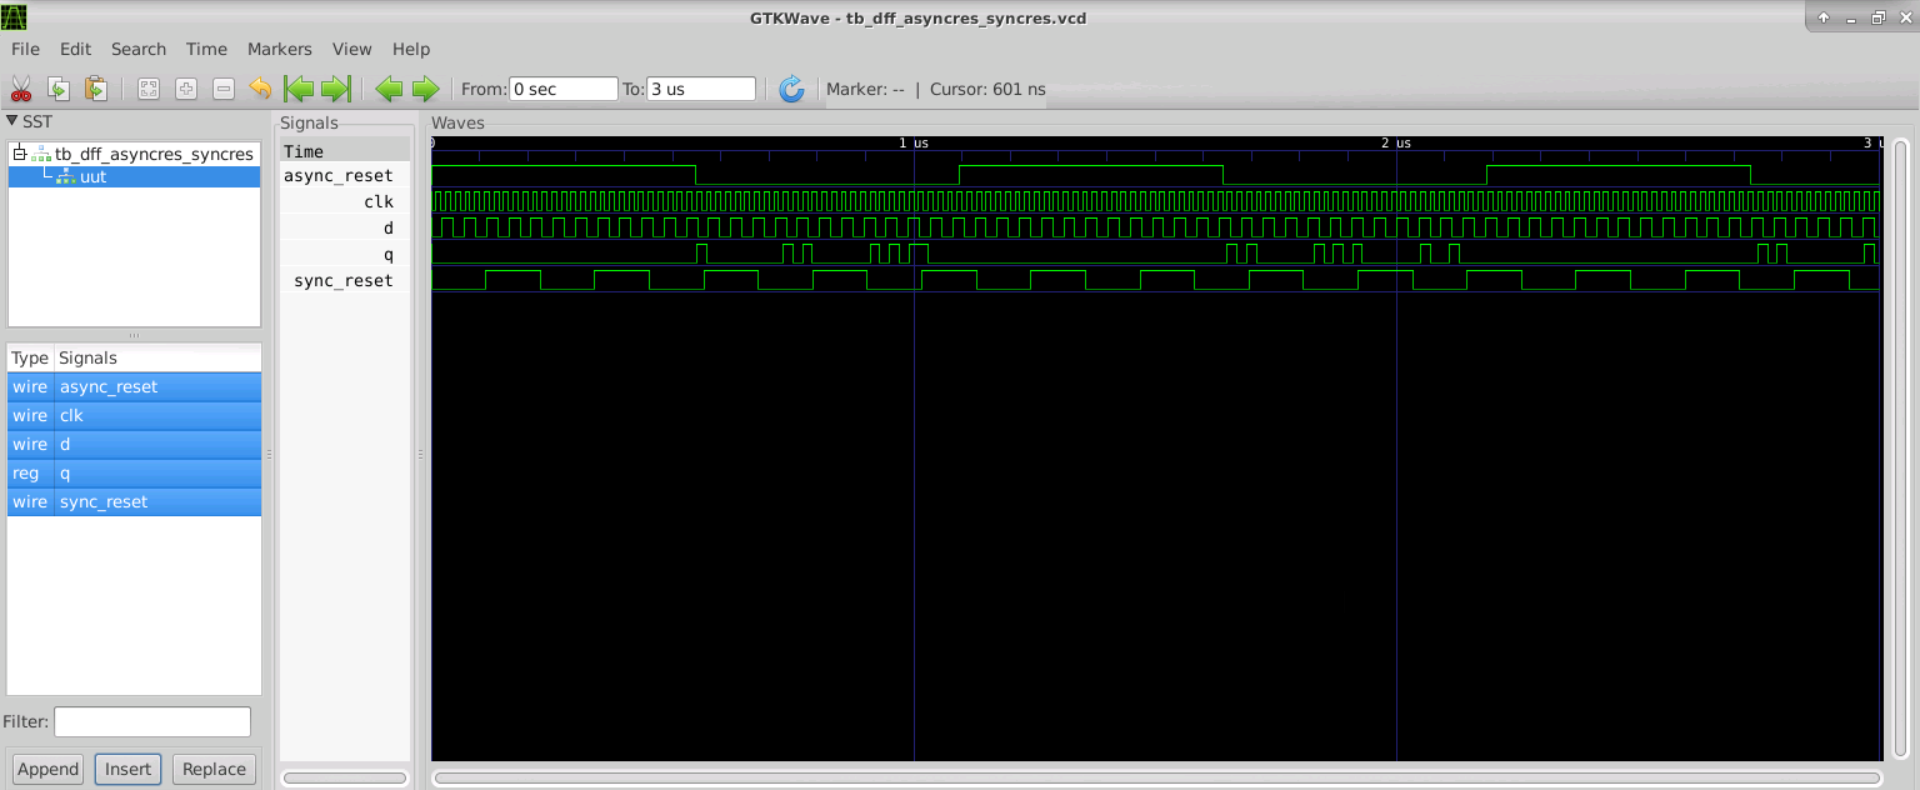 GTKWave - tb_dff_asyncres_syncres.vcd
File Edit Search Time Markers View Help
From: 0 sec To: 3 us Marker: -- | Cursor: 601 ns
SST
tb_dff_asyncres_syncres
uut
Type Signals
wire async_reset
wire clk
wire d
reg q
wire sync_reset
Filter:
Append Insert Replace
Signals
Time
async_reset
clk
d
q
sync_reset
Waves
0 1 us 2 us 3 u